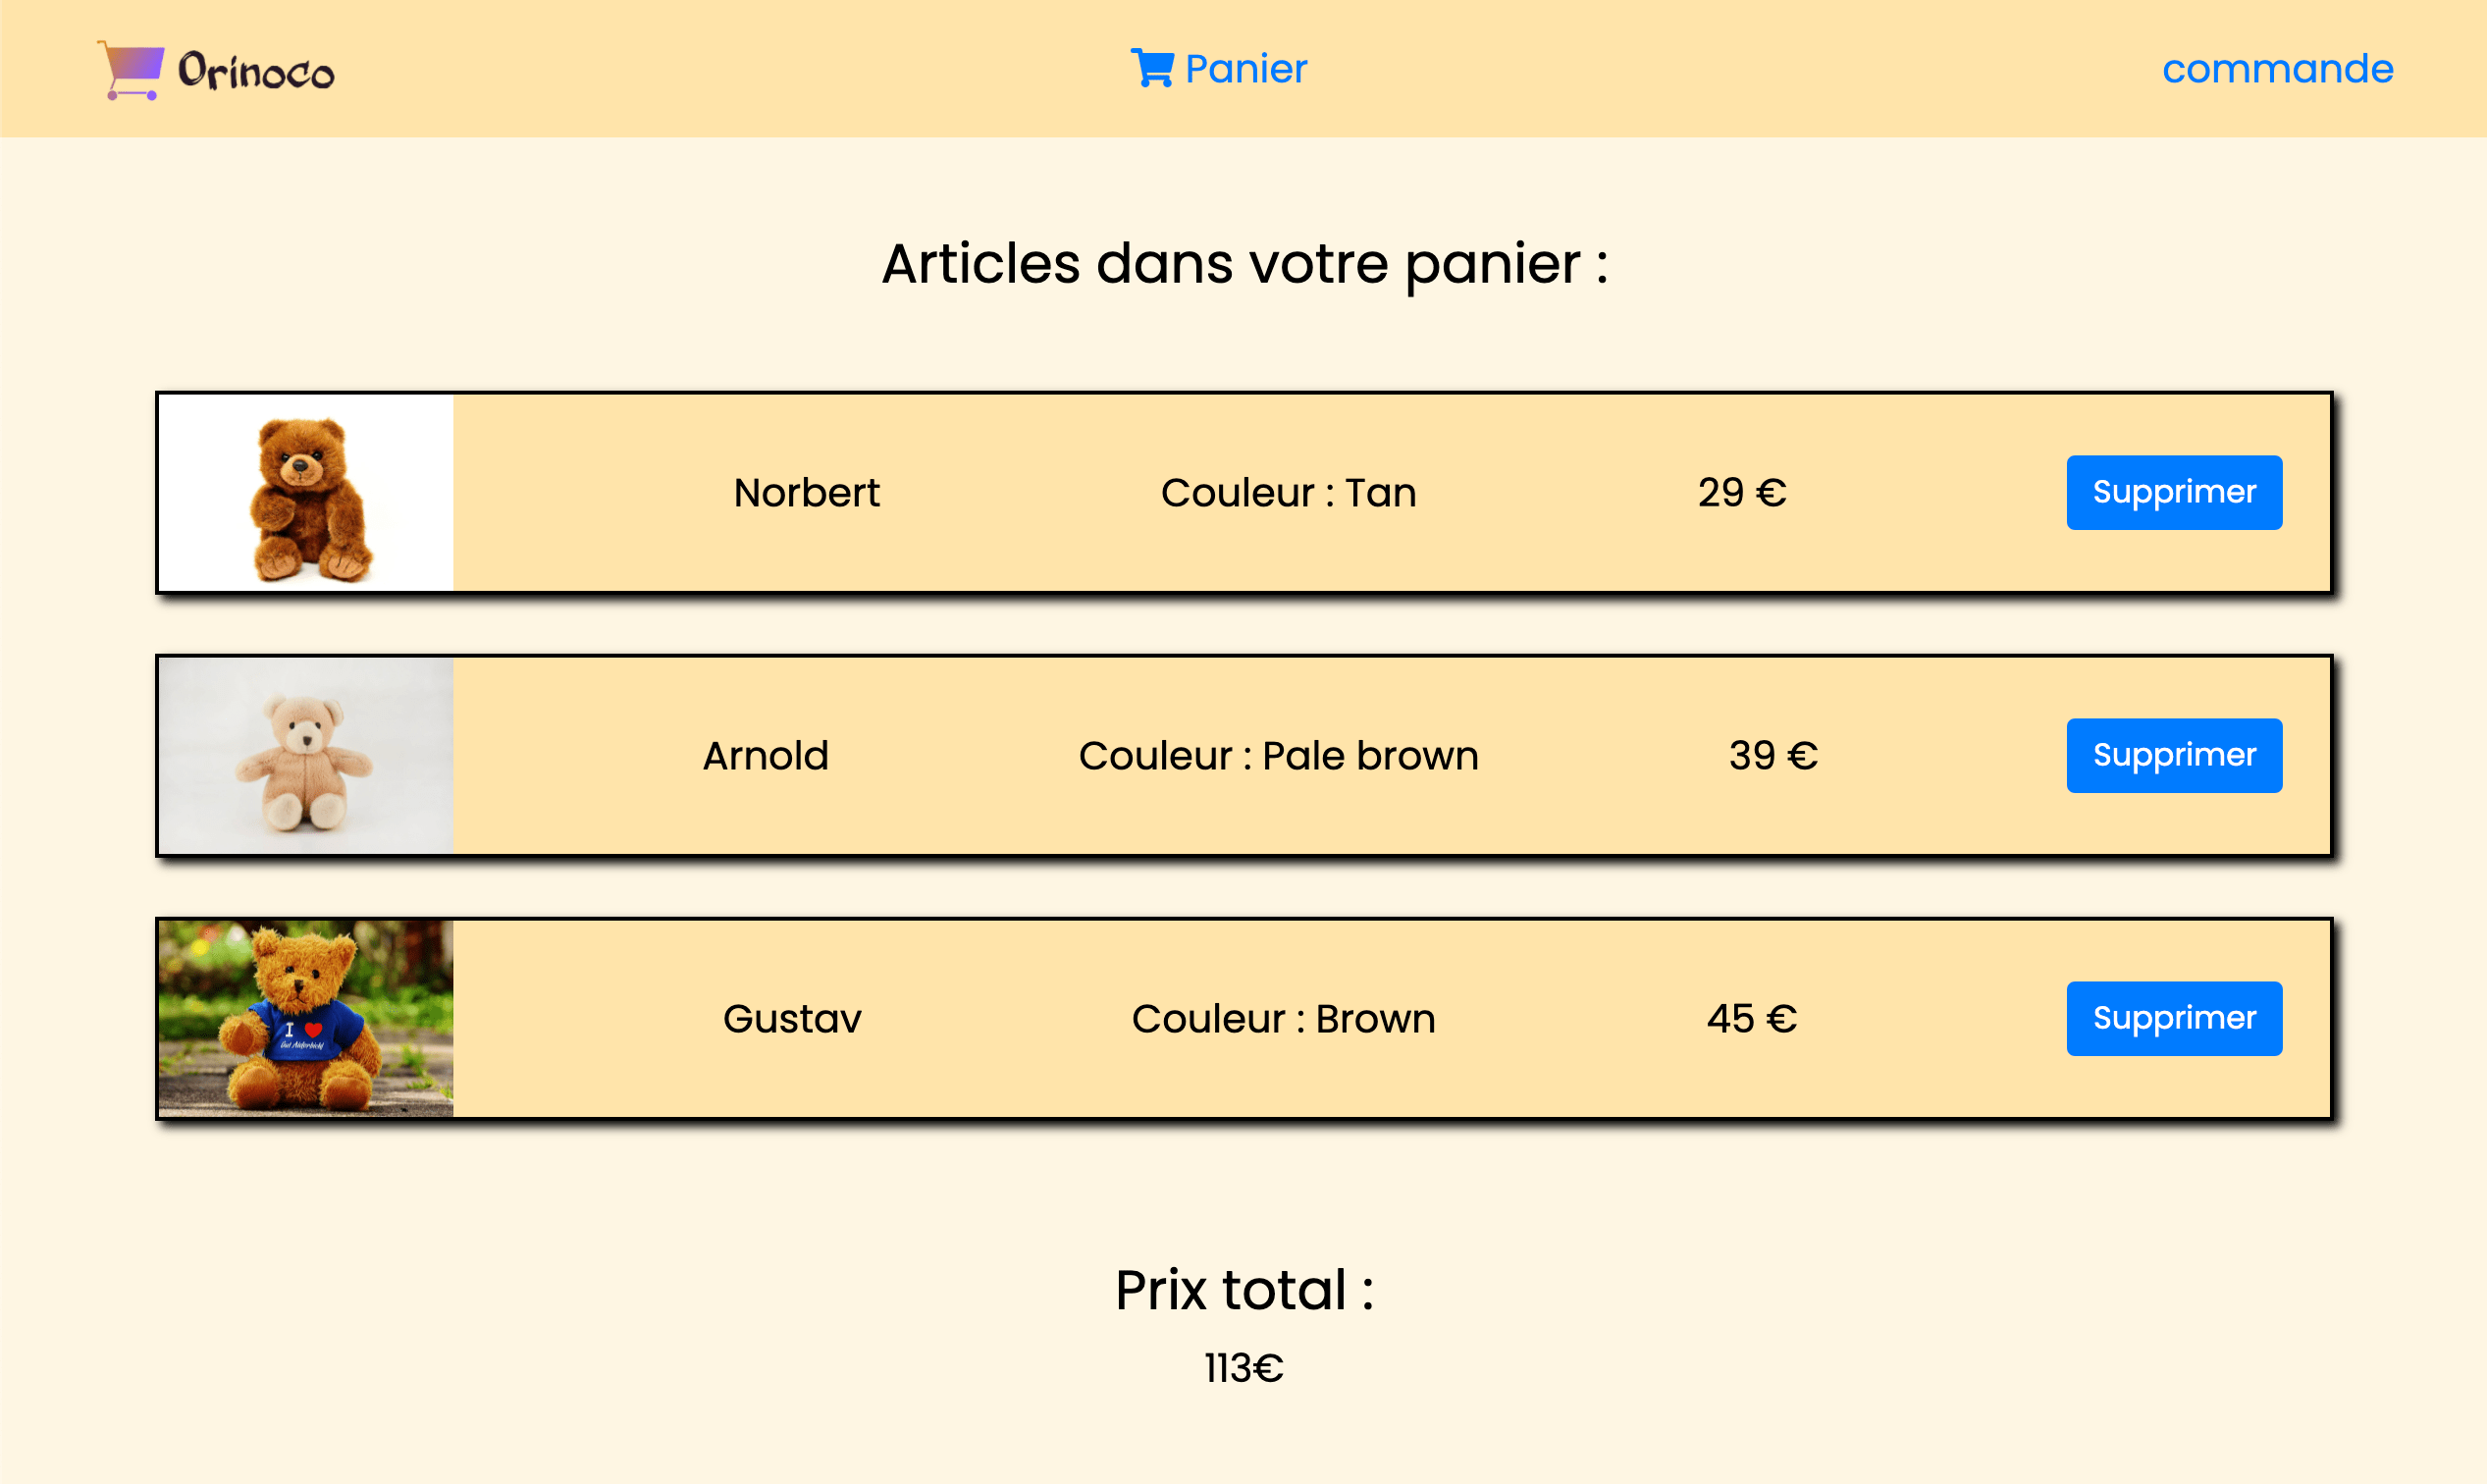 Orinoco
Panier
commande
Articles dans votre panier :
Norbert
Couleur : Tan
29 €
Supprimer
Arnold
Couleur : Pale brown
39 €
Supprimer
I ❤
Gustav
Couleur : Brown
45 €
Supprimer
Prix total :
113€